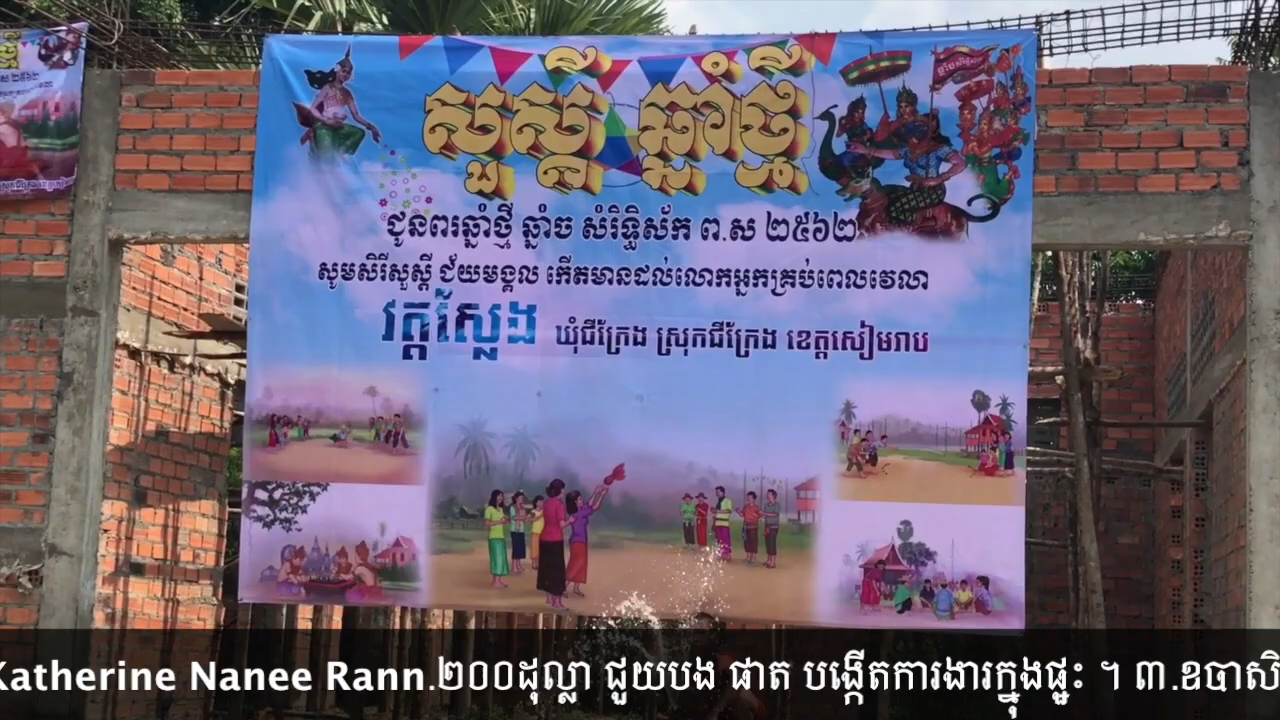 សួស្តី ឆ្នាំថ្មី
ជូនពរឆ្នាំថ្មី ឆ្នាំច សំរិទ្ធិស័ក ព.ស ២៥៦២
សូមសិរីសួស្តី ជ័យមង្គល កើតមានដល់លោកអ្នកគ្រប់ពេលវេលា
វត្តស្លែង ឃុំជីក្រែង ស្រុកជីក្រែង ខេត្តសៀមរាប
Katherine Nanee Rann.២០០ដុល្លា ជួយបង ផាត បង្កើតការងារក្នុងផ្ទះ ។ ៣.ឧបាសិ